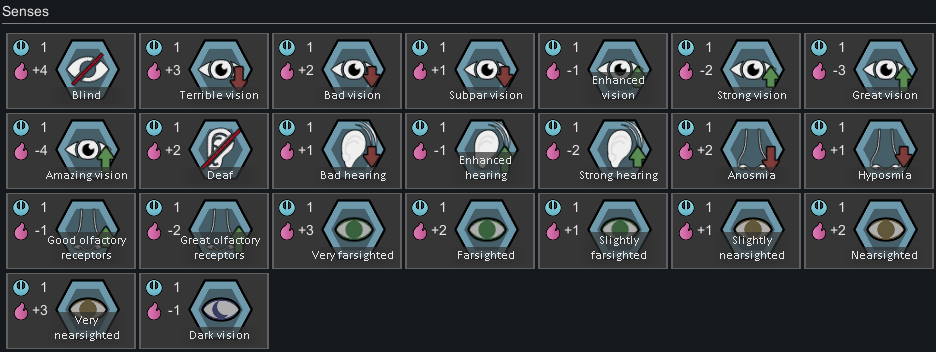 Senses
1 1 1 1 1 1 1
+4 +3 +2 +1 -1 -2 -3
Blind Terrible vision Bad vision Subpar vision Enhanced vision Strong vision Great vision
1 1 1 1 1 1 1
-4 +2 +1 -1 -2 +2 +1
Amazing vision Deaf Bad hearing Enhanced hearing Strong hearing Anosmia Hyposmia
1 1 1 1 1 1 1
-1 -2 +3 +2 +1 +1 +2
Good olfactory receptors Great olfactory receptors Very farsighted Farsighted Slightly farsighted Slightly nearsighted Nearsighted
1 1
+3 -1
Very nearsighted Dark vision